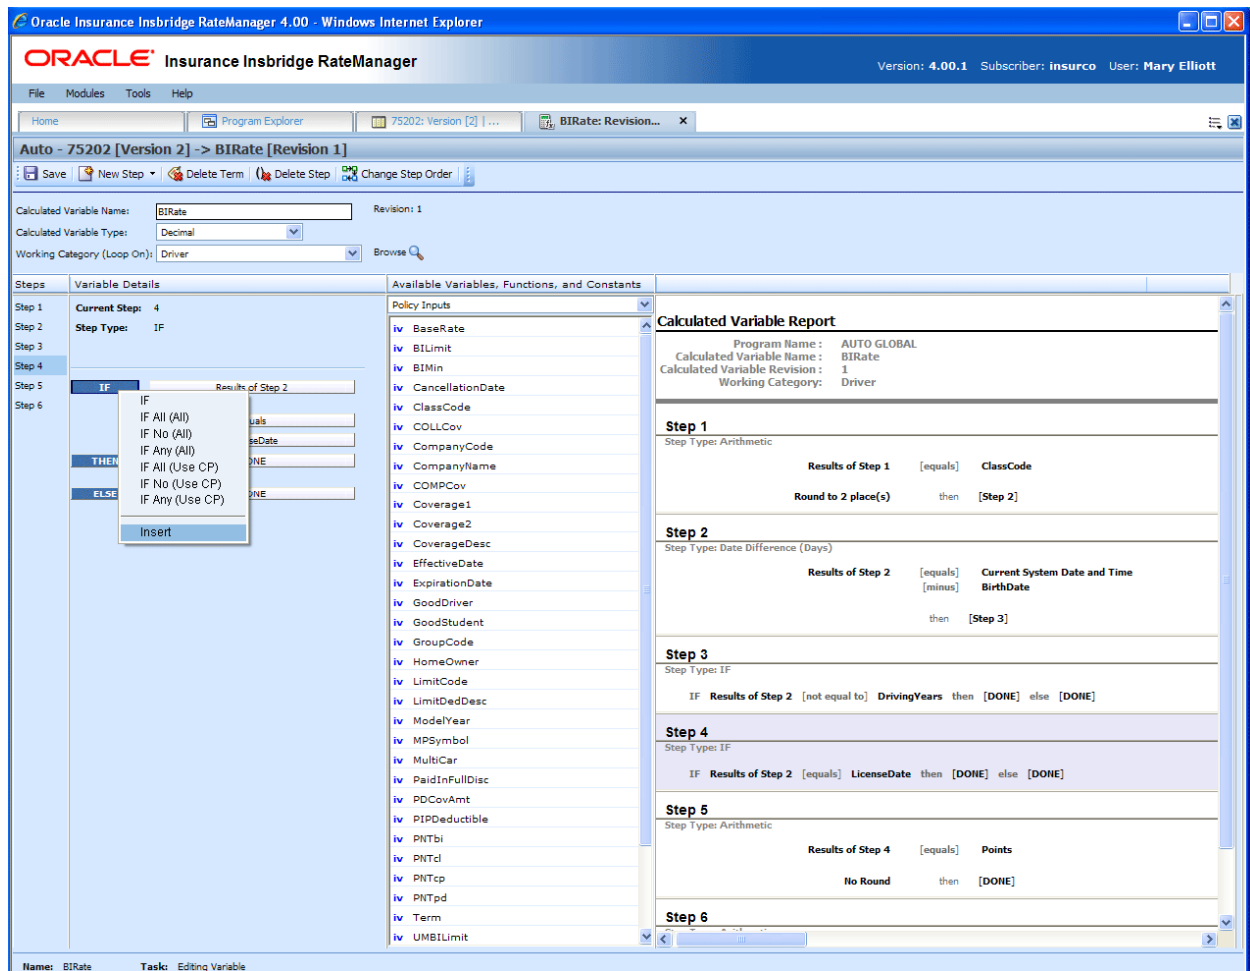 Oracle Insurance Insbridge RateManager 4.00 - Windows Internet Explorer
ORACLE Insurance Insbridge RateManager
Version: 4.00.1 Subscriber: insurco User: Mary Elliott
File Modules Tools Help
Home
Program Explorer
75202: Version [2] | ...
BIRate: Revision...
Auto - 75202 [Version 2] -> BIRate [Revision 1]
Save New Step Delete Term Delete Step Change Step Order
Calculated Variable Name: BIRate Revision: 1
Calculated Variable Type: Decimal
Working Category (Loop On): Driver Browse
Steps
Step 1
Step 2
Step 3
Step 4
Step 5
Step 6
Variable Details
Current Step: 4
Step Type: IF
IF Results of Step 2
uals
seDate
THEN
ONE
ELSE
ONE
IF
IF All (All)
IF No (All)
IF Any (All)
IF All (Use CP)
IF No (Use CP)
IF Any (Use CP)
Insert
Available Variables, Functions, and Constants
Policy Inputs
iv BaseRate
iv BILimit
iv BIMin
iv CancellationDate
iv ClassCode
iv COLLCov
iv CompanyCode
iv CompanyName
iv COMPCov
iv Coverage1
iv Coverage2
iv CoverageDesc
iv EffectiveDate
iv ExpirationDate
iv GoodDriver
iv GoodStudent
iv GroupCode
iv HomeOwner
iv LimitCode
iv LimitDedDesc
iv ModelYear
iv MPSymbol
iv MultiCar
iv PaidInFullDisc
iv PDCovAmt
iv PIPDeductible
iv PNTbi
iv PNTcl
iv PNTcp
iv PNTpd
iv Term
iv UMBILimit
Calculated Variable Report
Program Name : AUTO GLOBAL
Calculated Variable Name : BIRate
Calculated Variable Revision : 1
Working Category: Driver
Step 1
Step Type: Arithmetic
Results of Step 1 [equals] ClassCode
Round to 2 place(s) then [Step 2]
Step 2
Step Type: Date Difference (Days)
Results of Step 2 [equals] Current System Date and Time
[minus] BirthDate
then [Step 3]
Step 3
Step Type: IF
IF Results of Step 2 [not equal to] DrivingYears then [DONE] else [DONE]
Step 4
Step Type: IF
IF Results of Step 2 [equals] LicenseDate then [DONE] else [DONE]
Step 5
Step Type: Arithmetic
Results of Step 4 [equals] Points
No Round then [DONE]
Step 6
Name: BIRate Task: Editing Variable